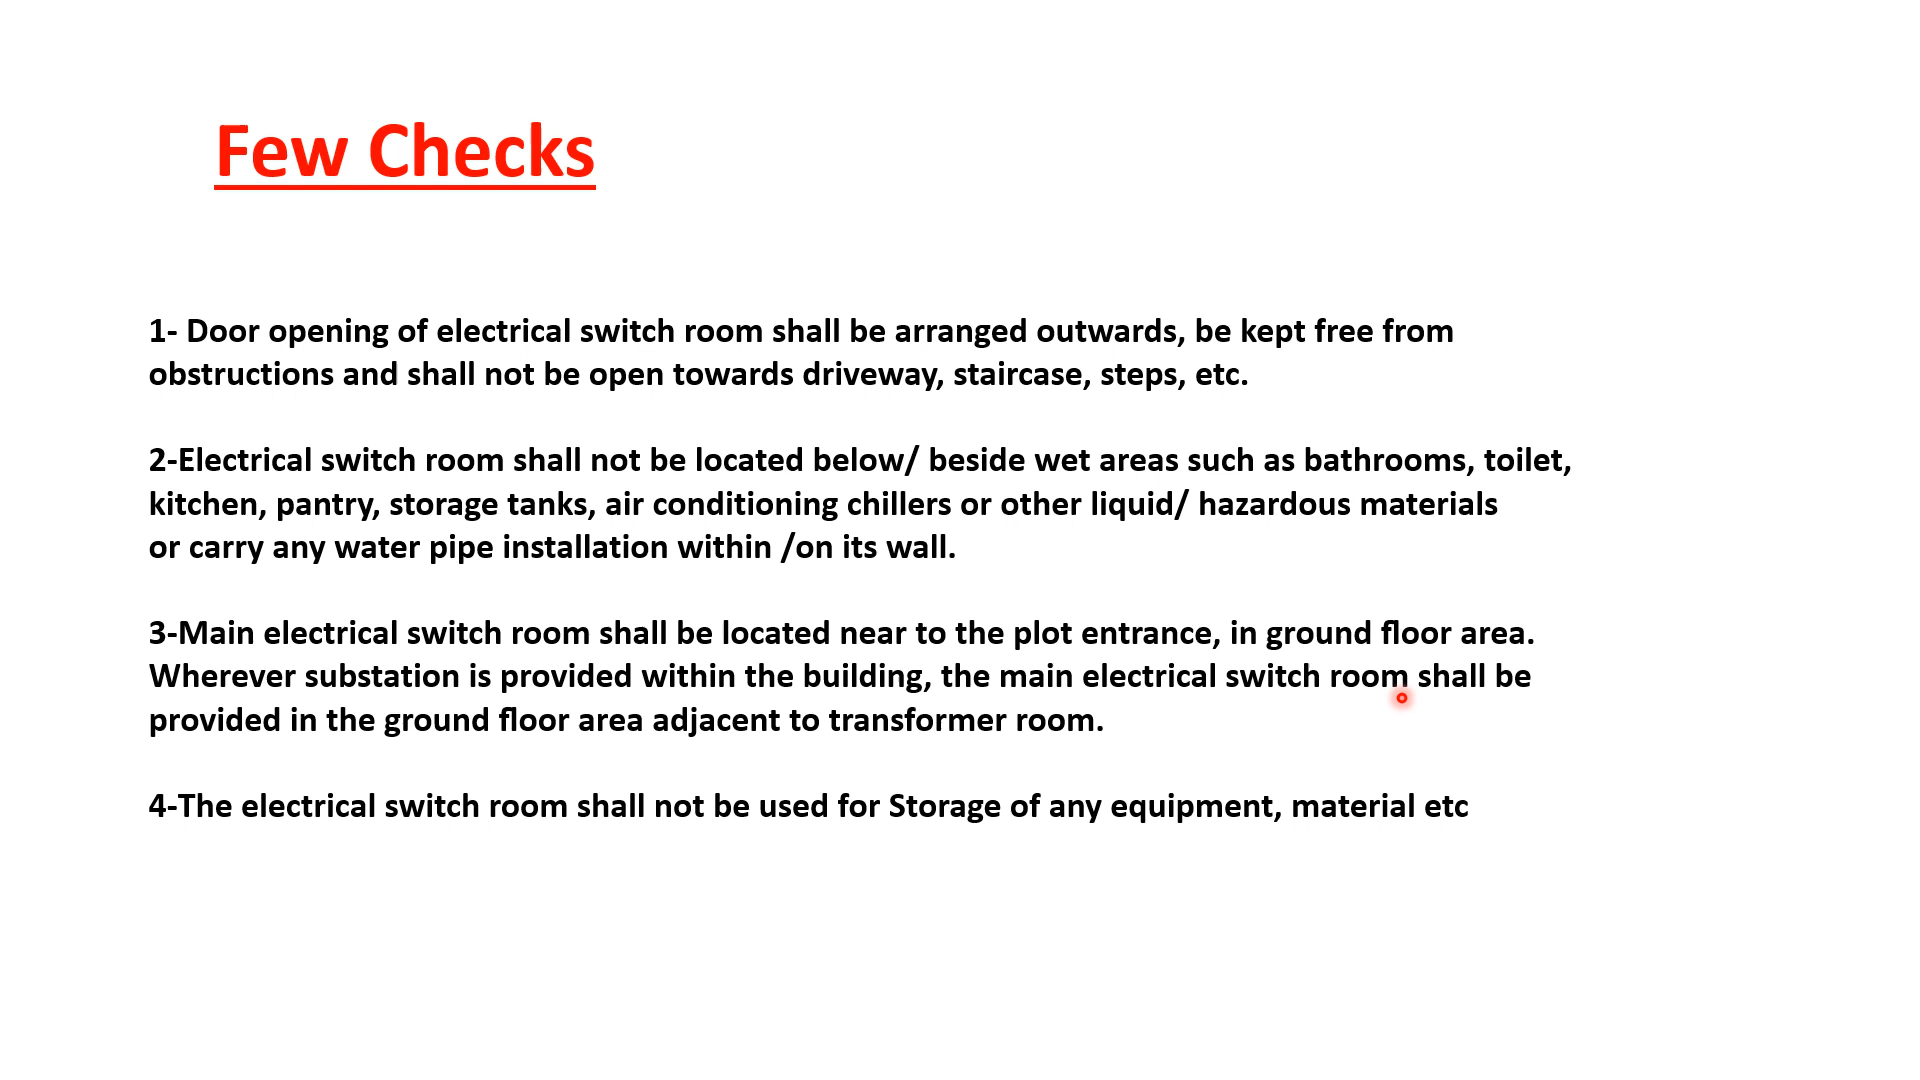 Few Checks
1- Door opening of electrical switch room shall be arranged outwards, be kept free from
obstructions and shall not be open towards driveway, staircase, steps, etc.
2-Electrical switch room shall not be located below/ beside wet areas such as bathrooms, toilet,
kitchen, pantry, storage tanks, air conditioning chillers or other liquid/ hazardous materials
or carry any water pipe installation within /on its wall.
3-Main electrical switch room shall be located near to the plot entrance, in ground floor area.
Wherever substation is provided within the building, the main electrical switch room shall be
provided in the ground floor area adjacent to transformer room.
4-The electrical switch room shall not be used for Storage of any equipment, material etc